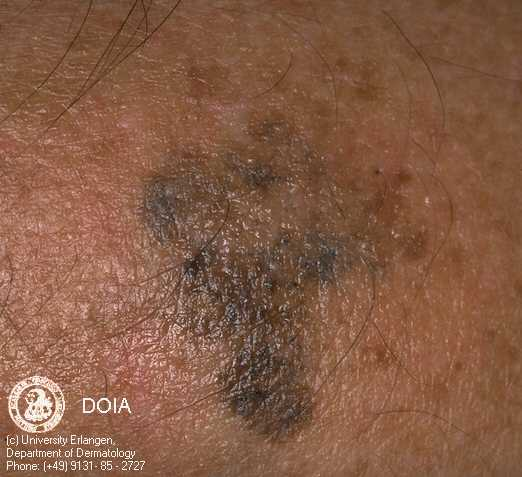 DOIA
(c) University Erlangen,
Department of Dermatology
Phone: (+49) 9131- 85 - 2727